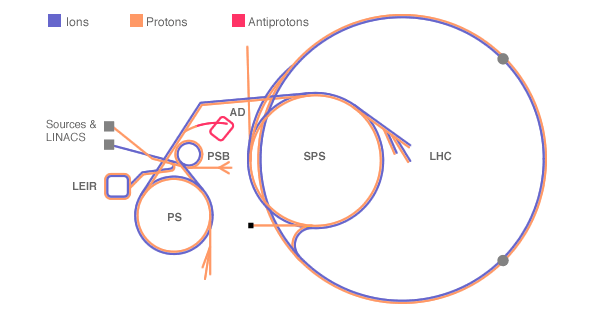 Ions
Protons
Antiprotons
AD
Sources &
LINACS
PSB
SPS
LHC
LEIR
PS